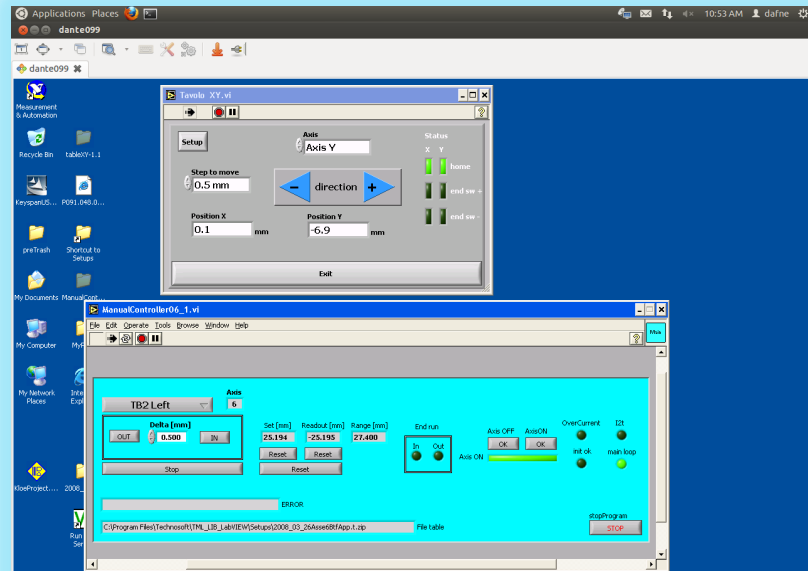 Applications Places 10:53 AM dafne
dante099
dante099
Measurement
& Automation
Recycle Bin tableXY-1.1
KeyspanUS... P091.048.0...
preTrash Shortcut to
Setups
My Documents ManualCont...
My Computer
My Network
Places
KloeProject.... 2008_
Run
Ser
Tavolo XY.vi
Setup
Axis
Axis Y
Status
X Y
home
end sw +
end sw -
Step to move
0.5 mm
direction
Position X
0.1 mm
Position Y
-6.9 mm
Exit
ManualController06_1.vi
File Edit Operate Tools Browse Window Help
TB2 Left
Axis
6
Delta [mm]
OUT 0.500 IN
Stop
Set [mm] Readout [mm] Range [mm]
25.194 -25.195 27.400
Reset Reset
Reset
End run
In Out
Axis OFF AxisON
OK OK
Axis ON
OverCurrent I2t
Init ok main loop
ERROR
C:\Program Files\Technosoft\TML_LIB_LabVIEW\Setups\2008_03_26Asse6BtfApp.t.zip File table
stopProgram
STOP